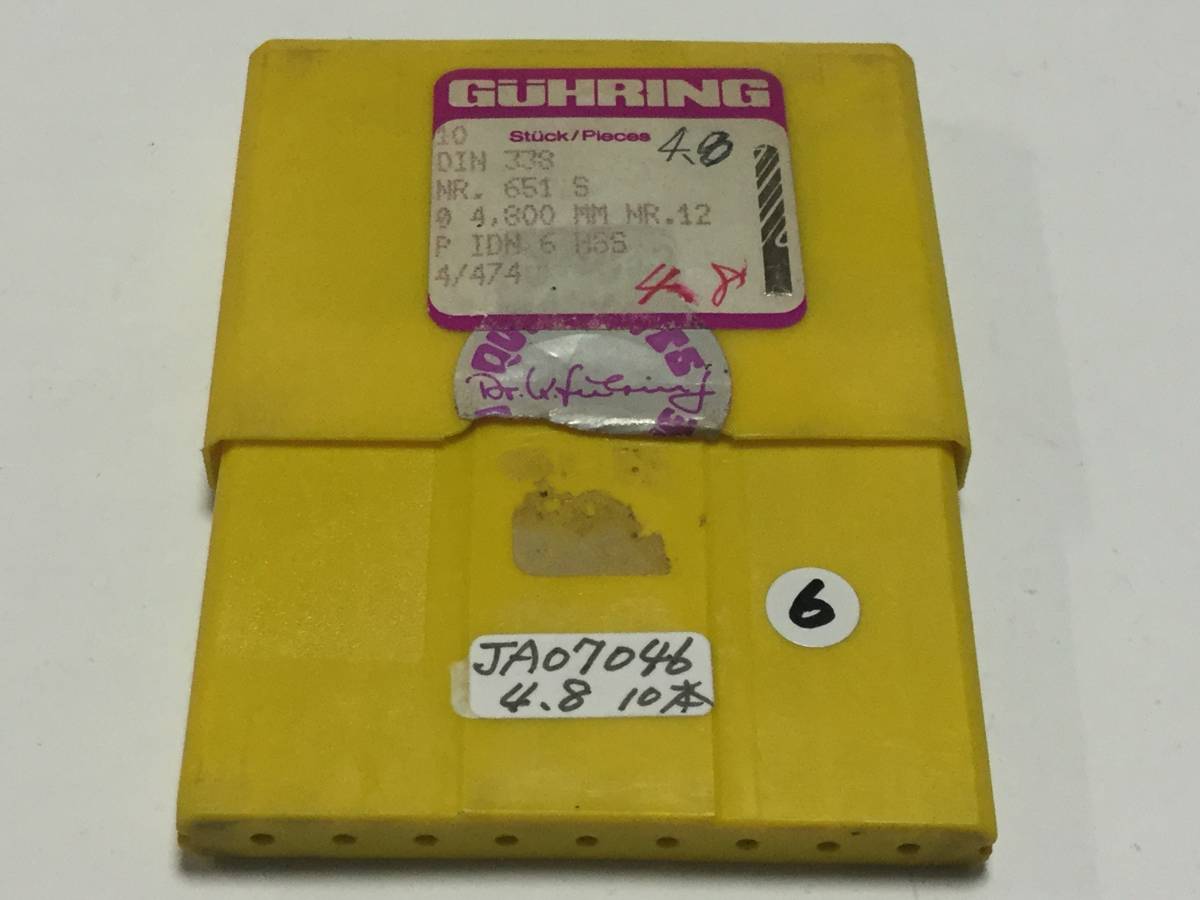 GÜHRING
10 Stück/Pieces 4.8
DIN 338
NR. 651 S
Ø 4,800 MM NR.12
P IDN 6 HSS
4/474
4.8
Dr. Gühring
6
JA07046
4.8 10本